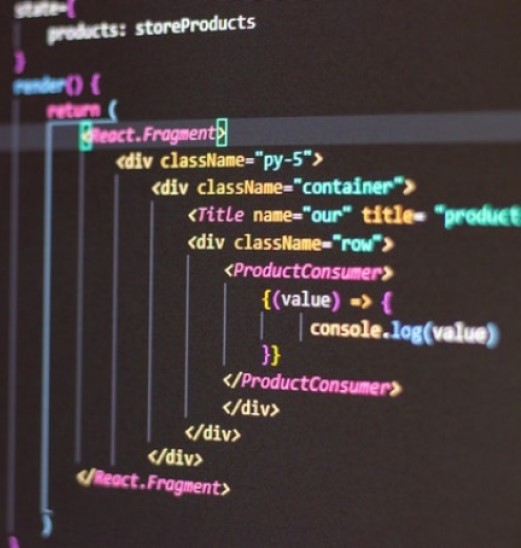 state={
products: storeProducts
}
render() {
return (
<React.Fragment>
<div className="py-5">
<div className="container">
<Title name="our" title= "product
<div className="row">
<ProductConsumer>
{(value) => {
console.log(value)
}}
</ProductConsumer>
</div>
</div>
</div>
</React.Fragment>
)
}